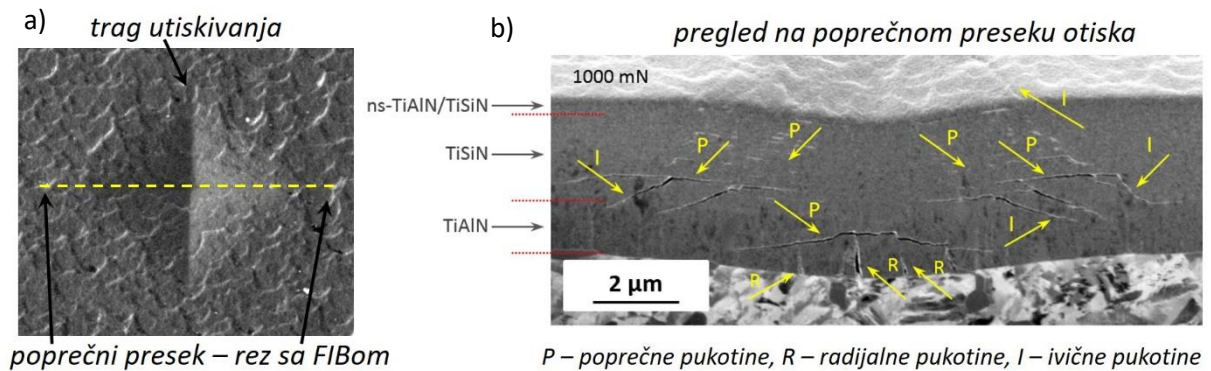 a)
trag utiskivanja
poprečni presek – rez sa FIBom
b)
pregled na poprečnom preseku otiska
1000 mN
ns-TiAlN/TiSiN
TiSiN
TiAlN
I
P
P
P
P
I
I
P
I
R
R
R
2 µm
P – poprečne pukotine, R – radijalne pukotine, I – ivične pukotine